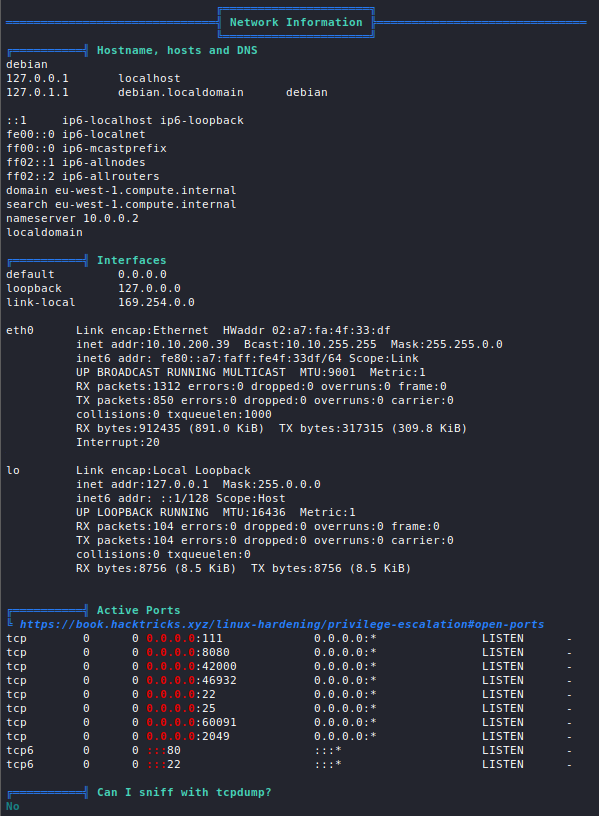 Network Information
Hostname, hosts and DNS
debian
127.0.0.1       localhost
127.0.1.1       debian.localdomain      debian
::1     ip6-localhost ip6-loopback
fe00::0 ip6-localnet
ff00::0 ip6-mcastprefix
ff02::1 ip6-allnodes
ff02::2 ip6-allrouters
domain eu-west-1.compute.internal
search eu-west-1.compute.internal
nameserver 10.0.0.2
localdomain
Interfaces
default         0.0.0.0
loopback        127.0.0.0
link-local      169.254.0.0
eth0      Link encap:Ethernet  HWaddr 02:a7:fa:4f:33:df
          inet addr:10.10.200.39  Bcast:10.10.255.255  Mask:255.255.0.0
          inet6 addr: fe80::a7:faff:fe4f:33df/64 Scope:Link
          UP BROADCAST RUNNING MULTICAST  MTU:9001  Metric:1
          RX packets:1312 errors:0 dropped:0 overruns:0 frame:0
          TX packets:850 errors:0 dropped:0 overruns:0 carrier:0
          collisions:0 txqueuelen:1000
          RX bytes:912435 (891.0 KiB)  TX bytes:317315 (309.8 KiB)
          Interrupt:20
lo        Link encap:Local Loopback
          inet addr:127.0.0.1  Mask:255.0.0.0
          inet6 addr: ::1/128 Scope:Host
          UP LOOPBACK RUNNING  MTU:16436  Metric:1
          RX packets:104 errors:0 dropped:0 overruns:0 frame:0
          TX packets:104 errors:0 dropped:0 overruns:0 carrier:0
          collisions:0 txqueuelen:0
          RX bytes:8756 (8.5 KiB)  TX bytes:8756 (8.5 KiB)
Active Ports
https://book.hacktricks.xyz/linux-hardening/privilege-escalation#open-ports
tcp        0      0 0.0.0.0:111             0.0.0.0:*               LISTEN      -
tcp        0      0 0.0.0.0:8080            0.0.0.0:*               LISTEN      -
tcp        0      0 0.0.0.0:42000           0.0.0.0:*               LISTEN      -
tcp        0      0 0.0.0.0:46932           0.0.0.0:*               LISTEN      -
tcp        0      0 0.0.0.0:22              0.0.0.0:*               LISTEN      -
tcp        0      0 0.0.0.0:25              0.0.0.0:*               LISTEN      -
tcp        0      0 0.0.0.0:60091           0.0.0.0:*               LISTEN      -
tcp        0      0 0.0.0.0:2049            0.0.0.0:*               LISTEN      -
tcp6       0      0 :::80                   :::*                    LISTEN      -
tcp6       0      0 :::22                   :::*                    LISTEN      -
Can I sniff with tcpdump?
No